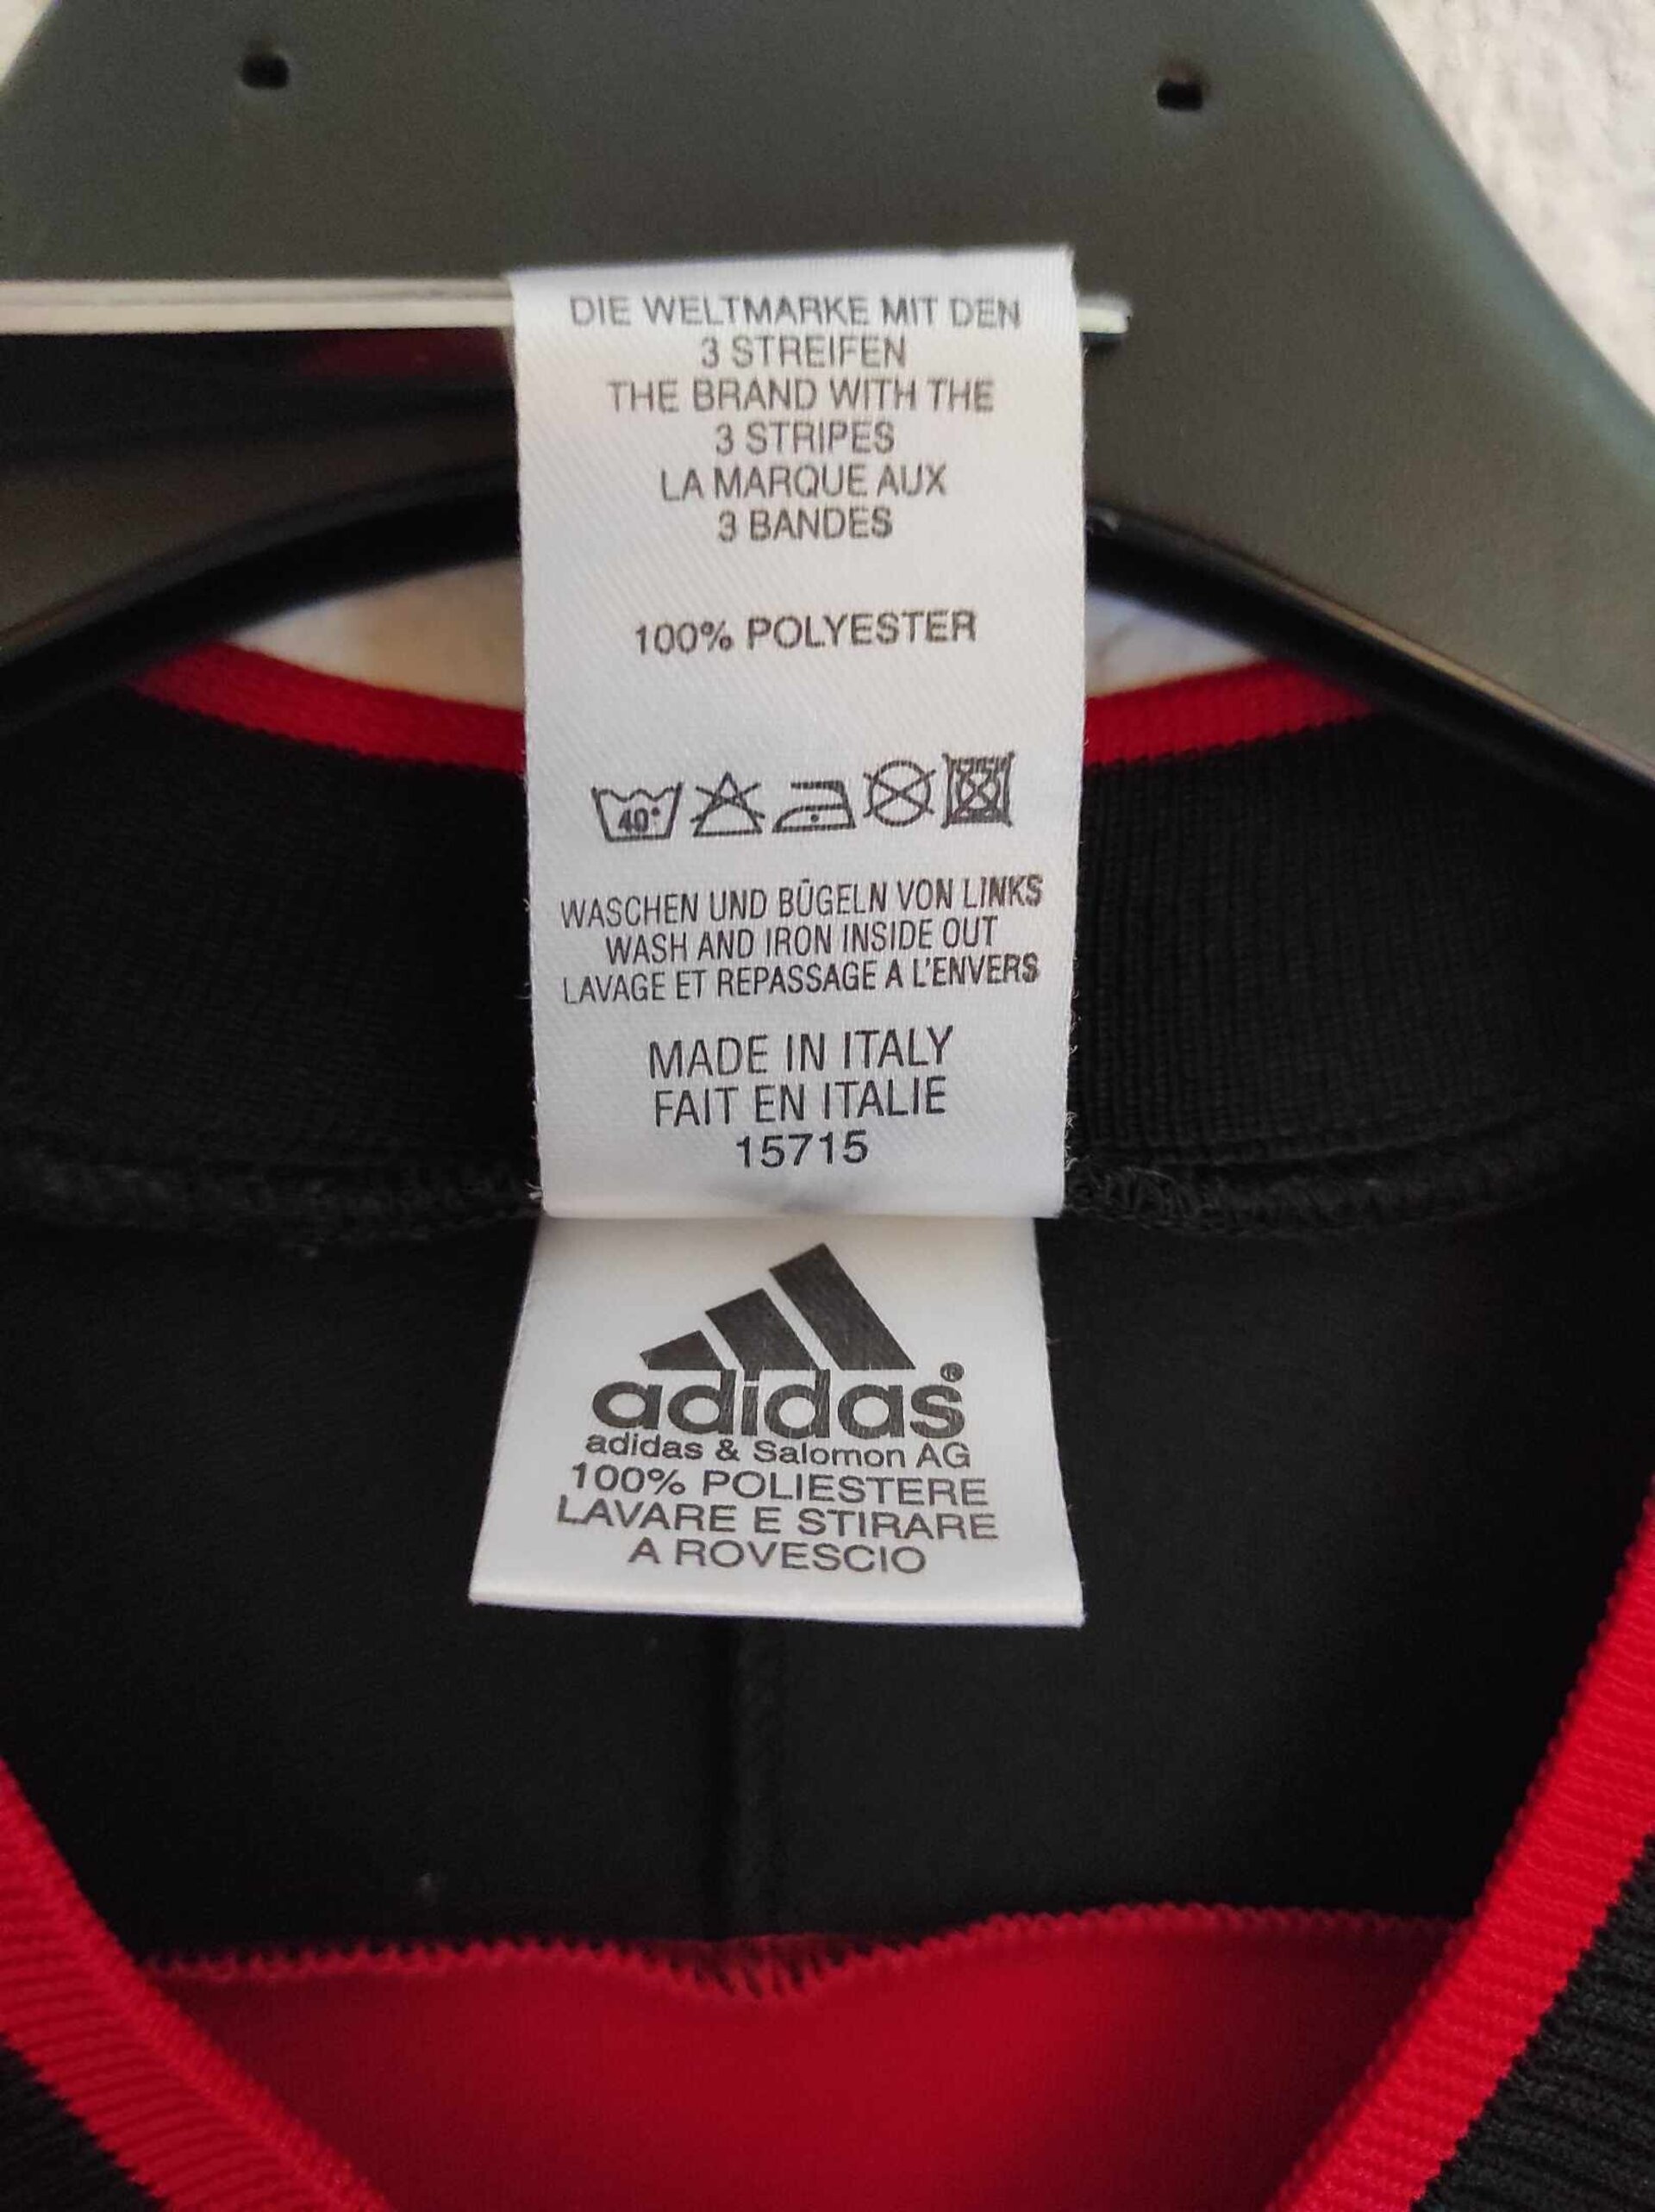 DIE WELTMARKE MIT DEN
3 STREIFEN
THE BRAND WITH THE
3 STRIPES
LA MARQUE AUX
3 BANDES
100% POLYESTER
40°
WASCHEN UND BÜGELN VON LINKS
WASH AND IRON INSIDE OUT
LAVAGE ET REPASSAGE A L'ENVERS
MADE IN ITALY
FAIT EN ITALIE
15715
adidas®
adidas & Salomon AG
100% POLIESTERE
LAVARE E STIRARE
A ROVESCIO